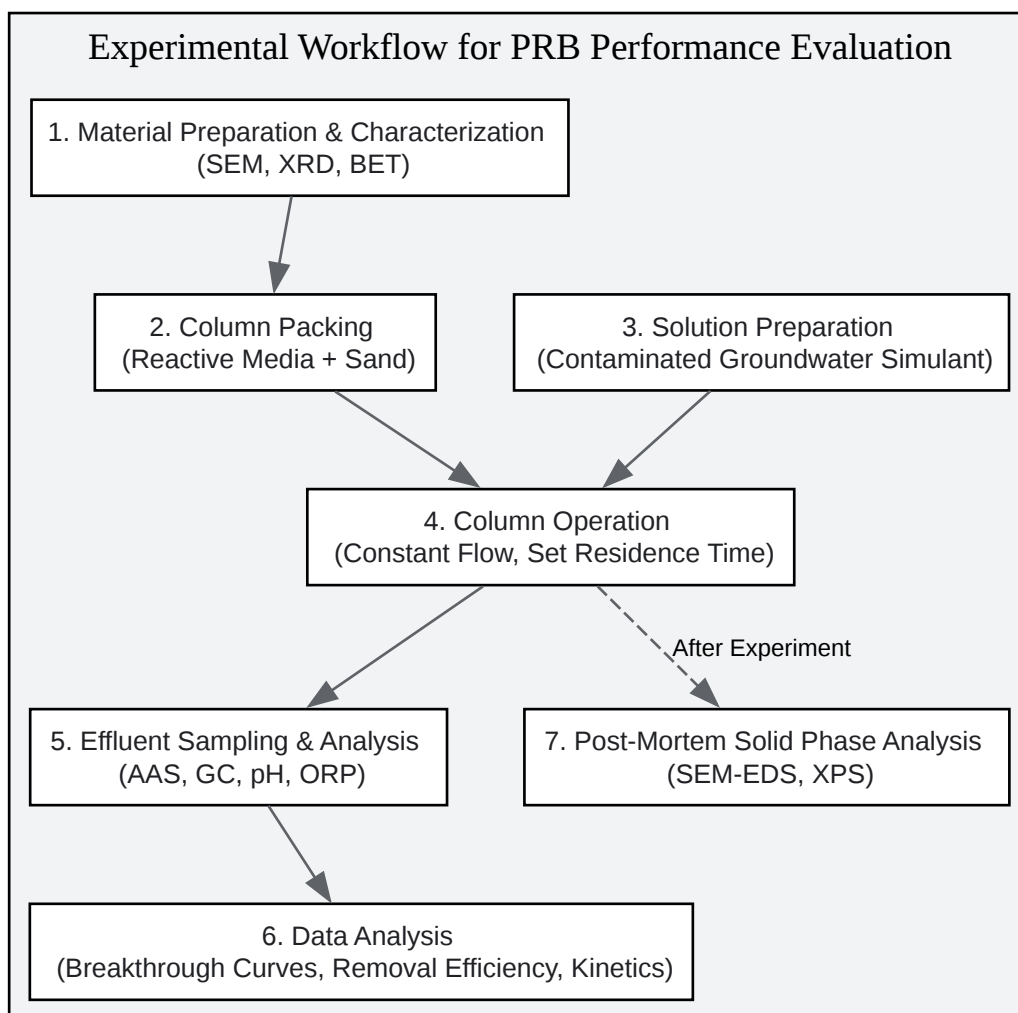 Experimental Workflow for PRB Performance Evaluation
1. Material Preparation & Characterization
(SEM, XRD, BET)
2. Column Packing
(Reactive Media + Sand)
3. Solution Preparation
(Contaminated Groundwater Simulant)
4. Column Operation
(Constant Flow, Set Residence Time)
After Experiment
5. Effluent Sampling & Analysis
(AAS, GC, pH, ORP)
7. Post-Mortem Solid Phase Analysis
(SEM-EDS, XPS)
6. Data Analysis
(Breakthrough Curves, Removal Efficiency, Kinetics)